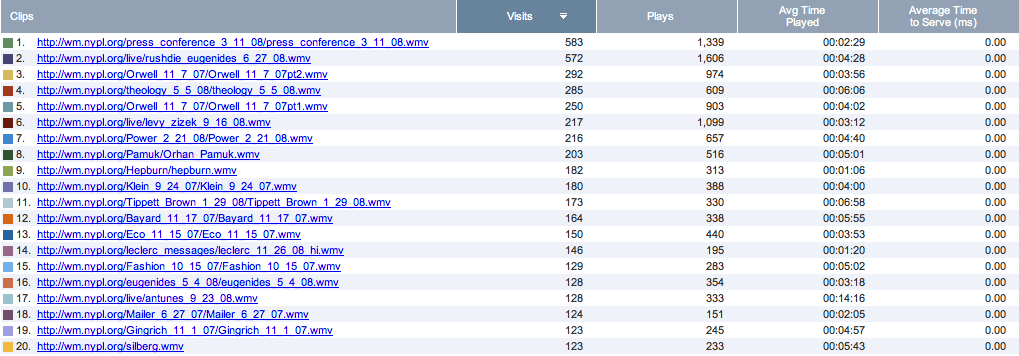 Clips Visits Plays Avg Time Played Average Time to Serve (ms)
1. http://wm.nypl.org/press_conference_3_11_08/press_conference_3_11_08.wmv 583 1,339 00:02:29 0.00
2. http://wm.nypl.org/live/rushdie_eugenides_6_27_08.wmv 572 1,606 00:04:28 0.00
3. http://wm.nypl.org/Orwell_11_7_07/Orwell_11_7_07pt2.wmv 292 974 00:03:56 0.00
4. http://wm.nypl.org/theology_5_5_08/theology_5_5_08.wmv 285 609 00:06:06 0.00
5. http://wm.nypl.org/Orwell_11_7_07/Orwell_11_7_07pt1.wmv 250 903 00:04:02 0.00
6. http://wm.nypl.org/live/levy_zizek_9_16_08.wmv 217 1,099 00:03:12 0.00
7. http://wm.nypl.org/Power_2_21_08/Power_2_21_08.wmv 216 657 00:04:40 0.00
8. http://wm.nypl.org/Pamuk/Orhan_Pamuk.wmv 203 516 00:05:01 0.00
9. http://wm.nypl.org/Hepburn/hepburn.wmv 182 313 00:01:06 0.00
10. http://wm.nypl.org/Klein_9_24_07/Klein_9_24_07.wmv 180 388 00:04:00 0.00
11. http://wm.nypl.org/Tippett_Brown_1_29_08/Tippett_Brown_1_29_08.wmv 173 330 00:06:58 0.00
12. http://wm.nypl.org/Bayard_11_17_07/Bayard_11_17_07.wmv 164 338 00:05:55 0.00
13. http://wm.nypl.org/Eco_11_15_07/Eco_11_15_07.wmv 150 440 00:03:53 0.00
14. http://wm.nypl.org/leclerc_messages/leclerc_11_26_08_hi.wmv 146 195 00:01:20 0.00
15. http://wm.nypl.org/Fashion_10_15_07/Fashion_10_15_07.wmv 129 283 00:05:02 0.00
16. http://wm.nypl.org/eugenides_5_4_08/eugenides_5_4_08.wmv 128 354 00:03:18 0.00
17. http://wm.nypl.org/live/antunes_9_23_08.wmv 128 333 00:14:16 0.00
18. http://wm.nypl.org/Mailer_6_27_07/Mailer_6_27_07.wmv 124 151 00:02:05 0.00
19. http://wm.nypl.org/Gingrich_11_1_07/Gingrich_11_1_07.wmv 123 245 00:04:57 0.00
20. http://wm.nypl.org/silberg.wmv 123 233 00:05:43 0.00